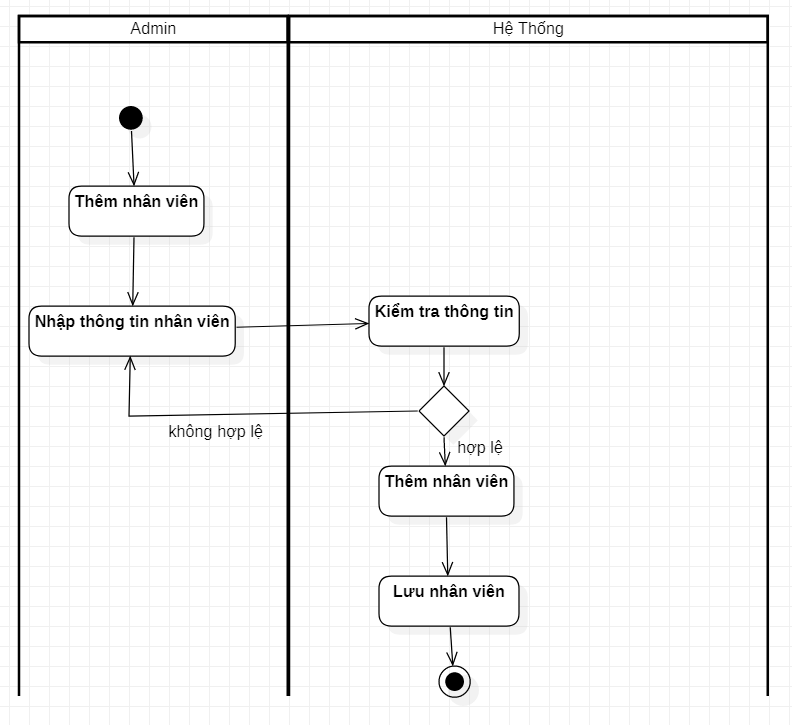 Admin
Hệ Thống
Thêm nhân viên
Nhập thông tin nhân viên
Kiểm tra thông tin
không hợp lệ
hợp lệ
Thêm nhân viên
Lưu nhân viên